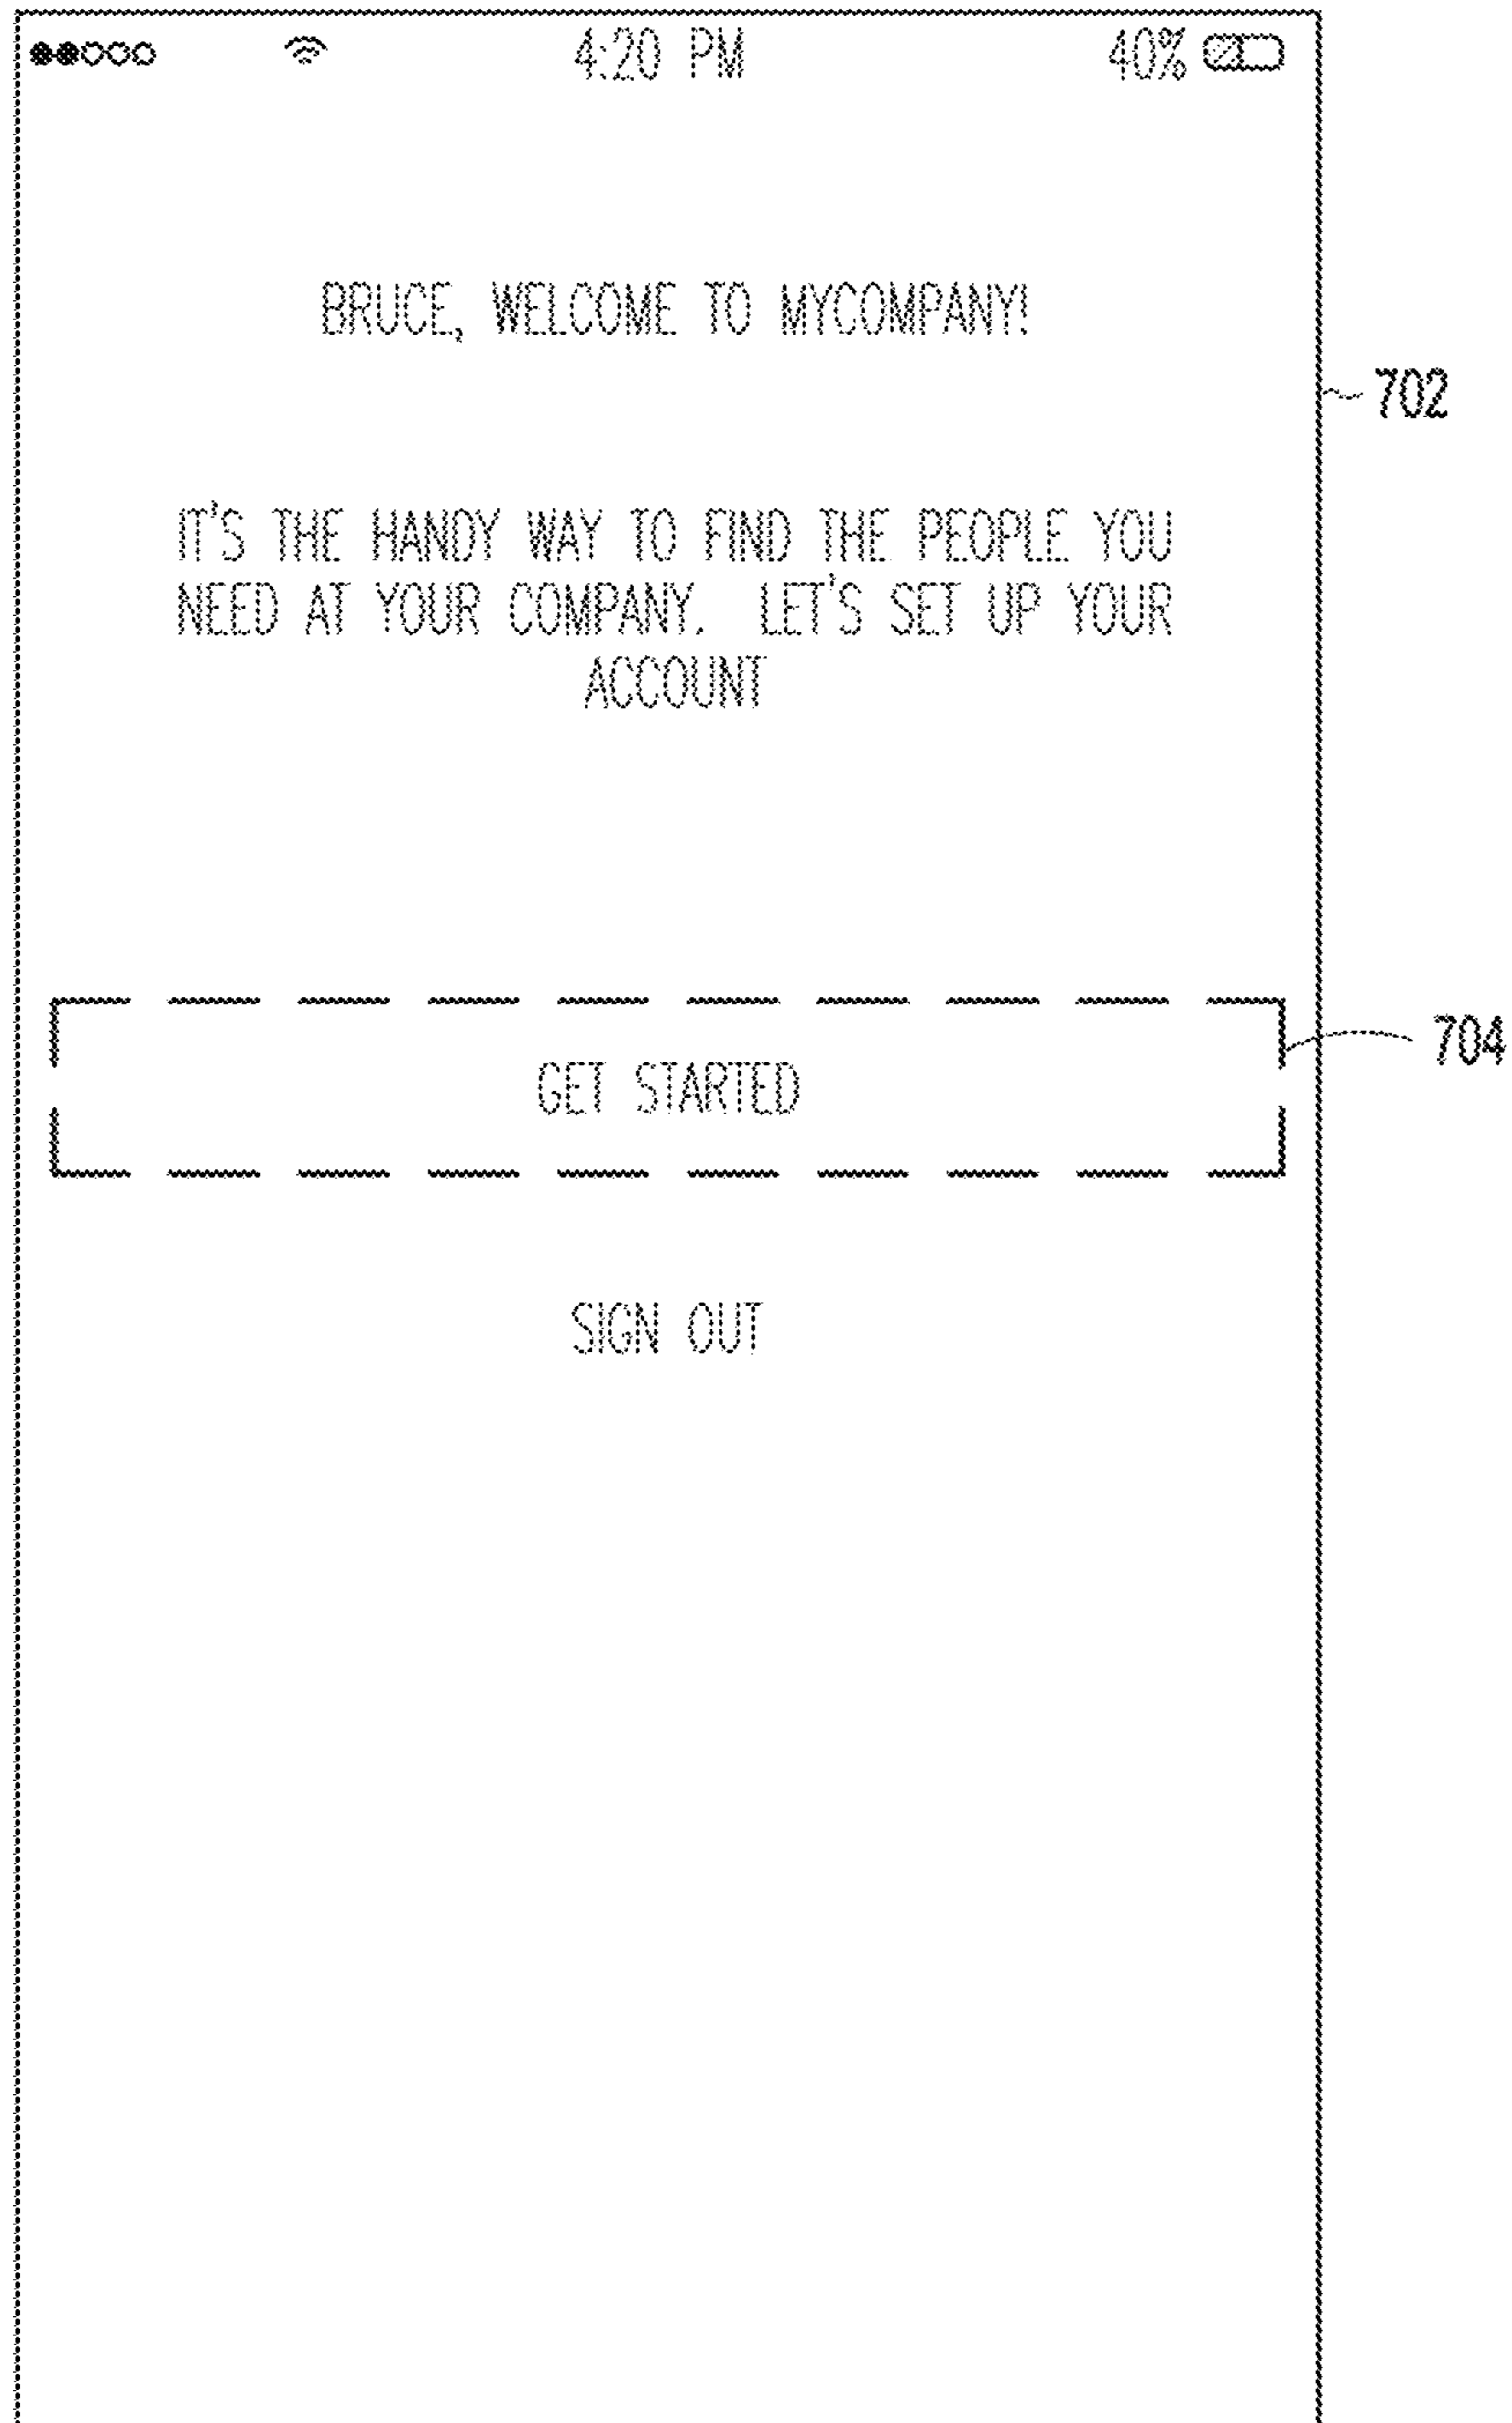 4:20 PM 40%
BRUCE, WELCOME TO MYCOMPANY!
702
IT'S THE HANDY WAY TO FIND THE PEOPLE YOU
NEED AT YOUR COMPANY. LET'S SET UP YOUR
ACCOUNT
704
GET STARTED
SIGN OUT